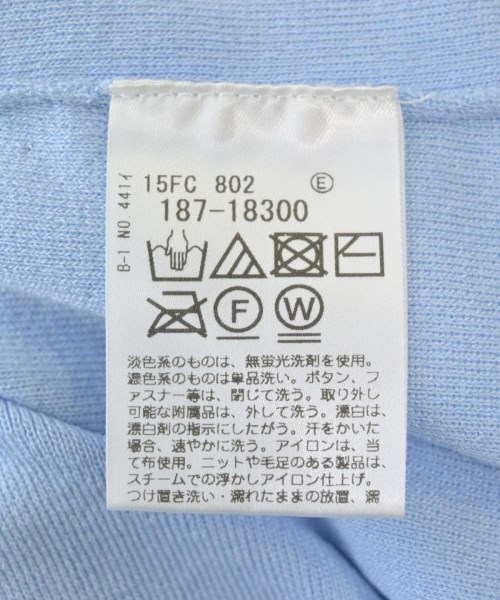 15FC 802 Ⓔ
187-18300
B-1 NO.441イ
F
W
淡色系のものは、無蛍光洗剤を使用。
濃色系のものは単品洗い。ボタン、フ
ァスナー等は、閉じて洗う。取り外し
可能な附属品は、外して洗う。漂白は、
漂白剤の指示にしたがう。汗をかいた
場合、速やかに洗う。アイロンは、当
て布使用。ニットや毛足のある製品は、
スチームでの浮かしアイロン仕上げ。
つけ置き洗い・濡れたままの放置、濡